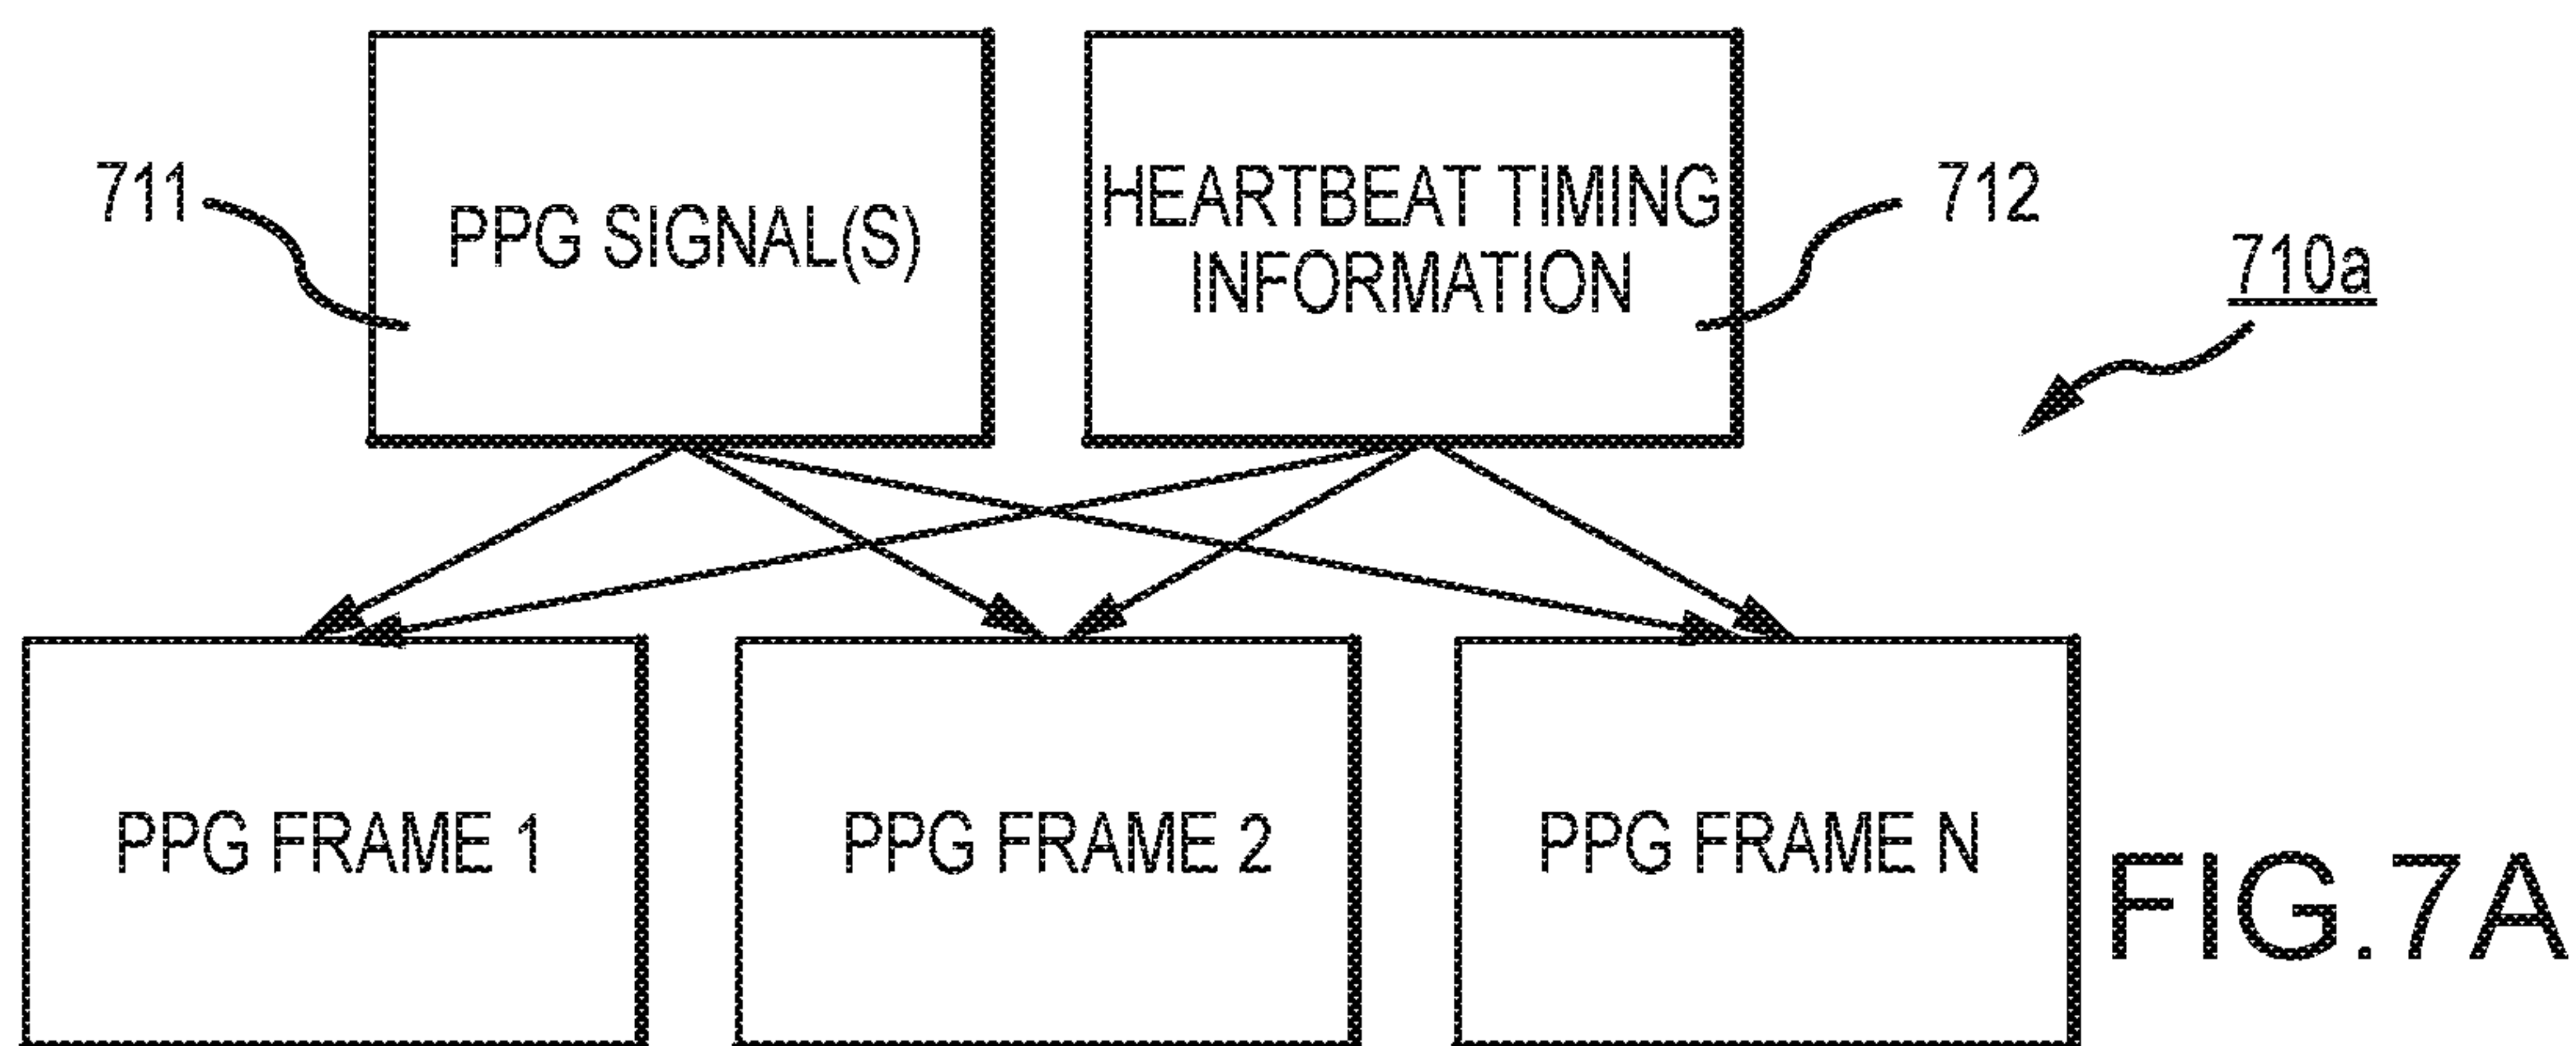 711
PPG SIGNAL(S)
HEARTBEAT TIMING
INFORMATION
712
710a
PPG FRAME 1
PPG FRAME 2
PPG FRAME N
FIG.7A